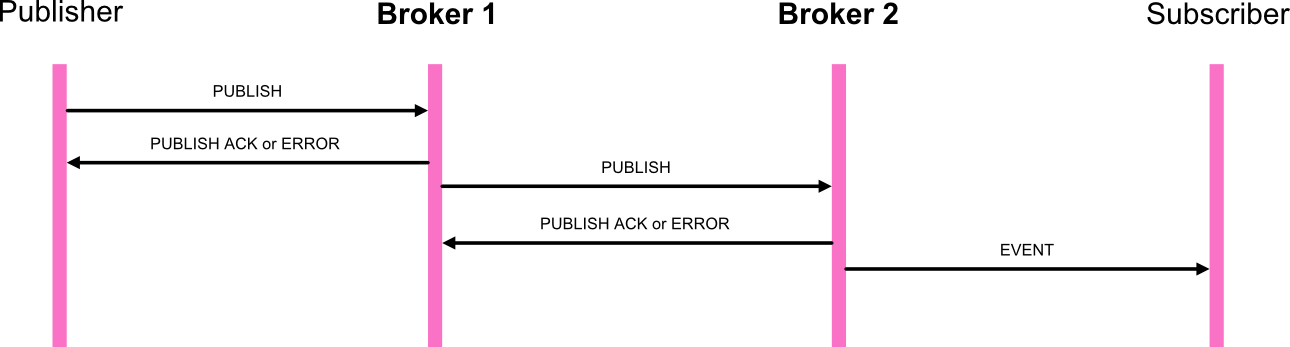 Publisher
Broker 1
Broker 2
Subscriber
PUBLISH
PUBLISH ACK or ERROR
PUBLISH
PUBLISH ACK or ERROR
EVENT